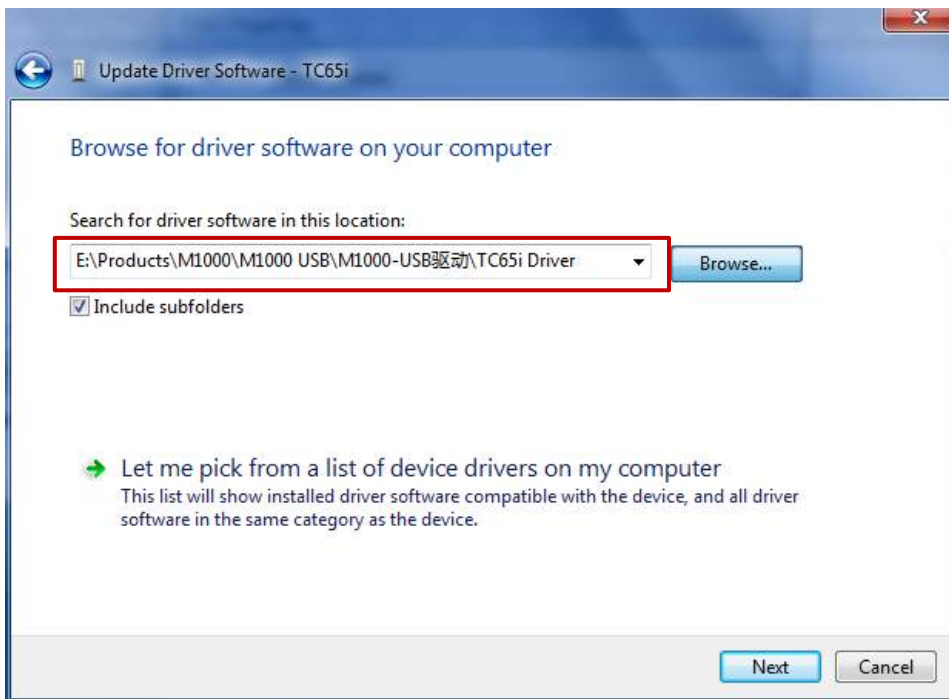 Update Driver Software - TC65i
Browse for driver software on your computer
Search for driver software in this location:
E:\Products\M1000\M1000 USB\M1000-USB驱动\TC65i Driver
Browse...
Include subfolders
Let me pick from a list of device drivers on my computer
This list will show installed driver software compatible with the device, and all driver
software in the same category as the device.
Next
Cancel